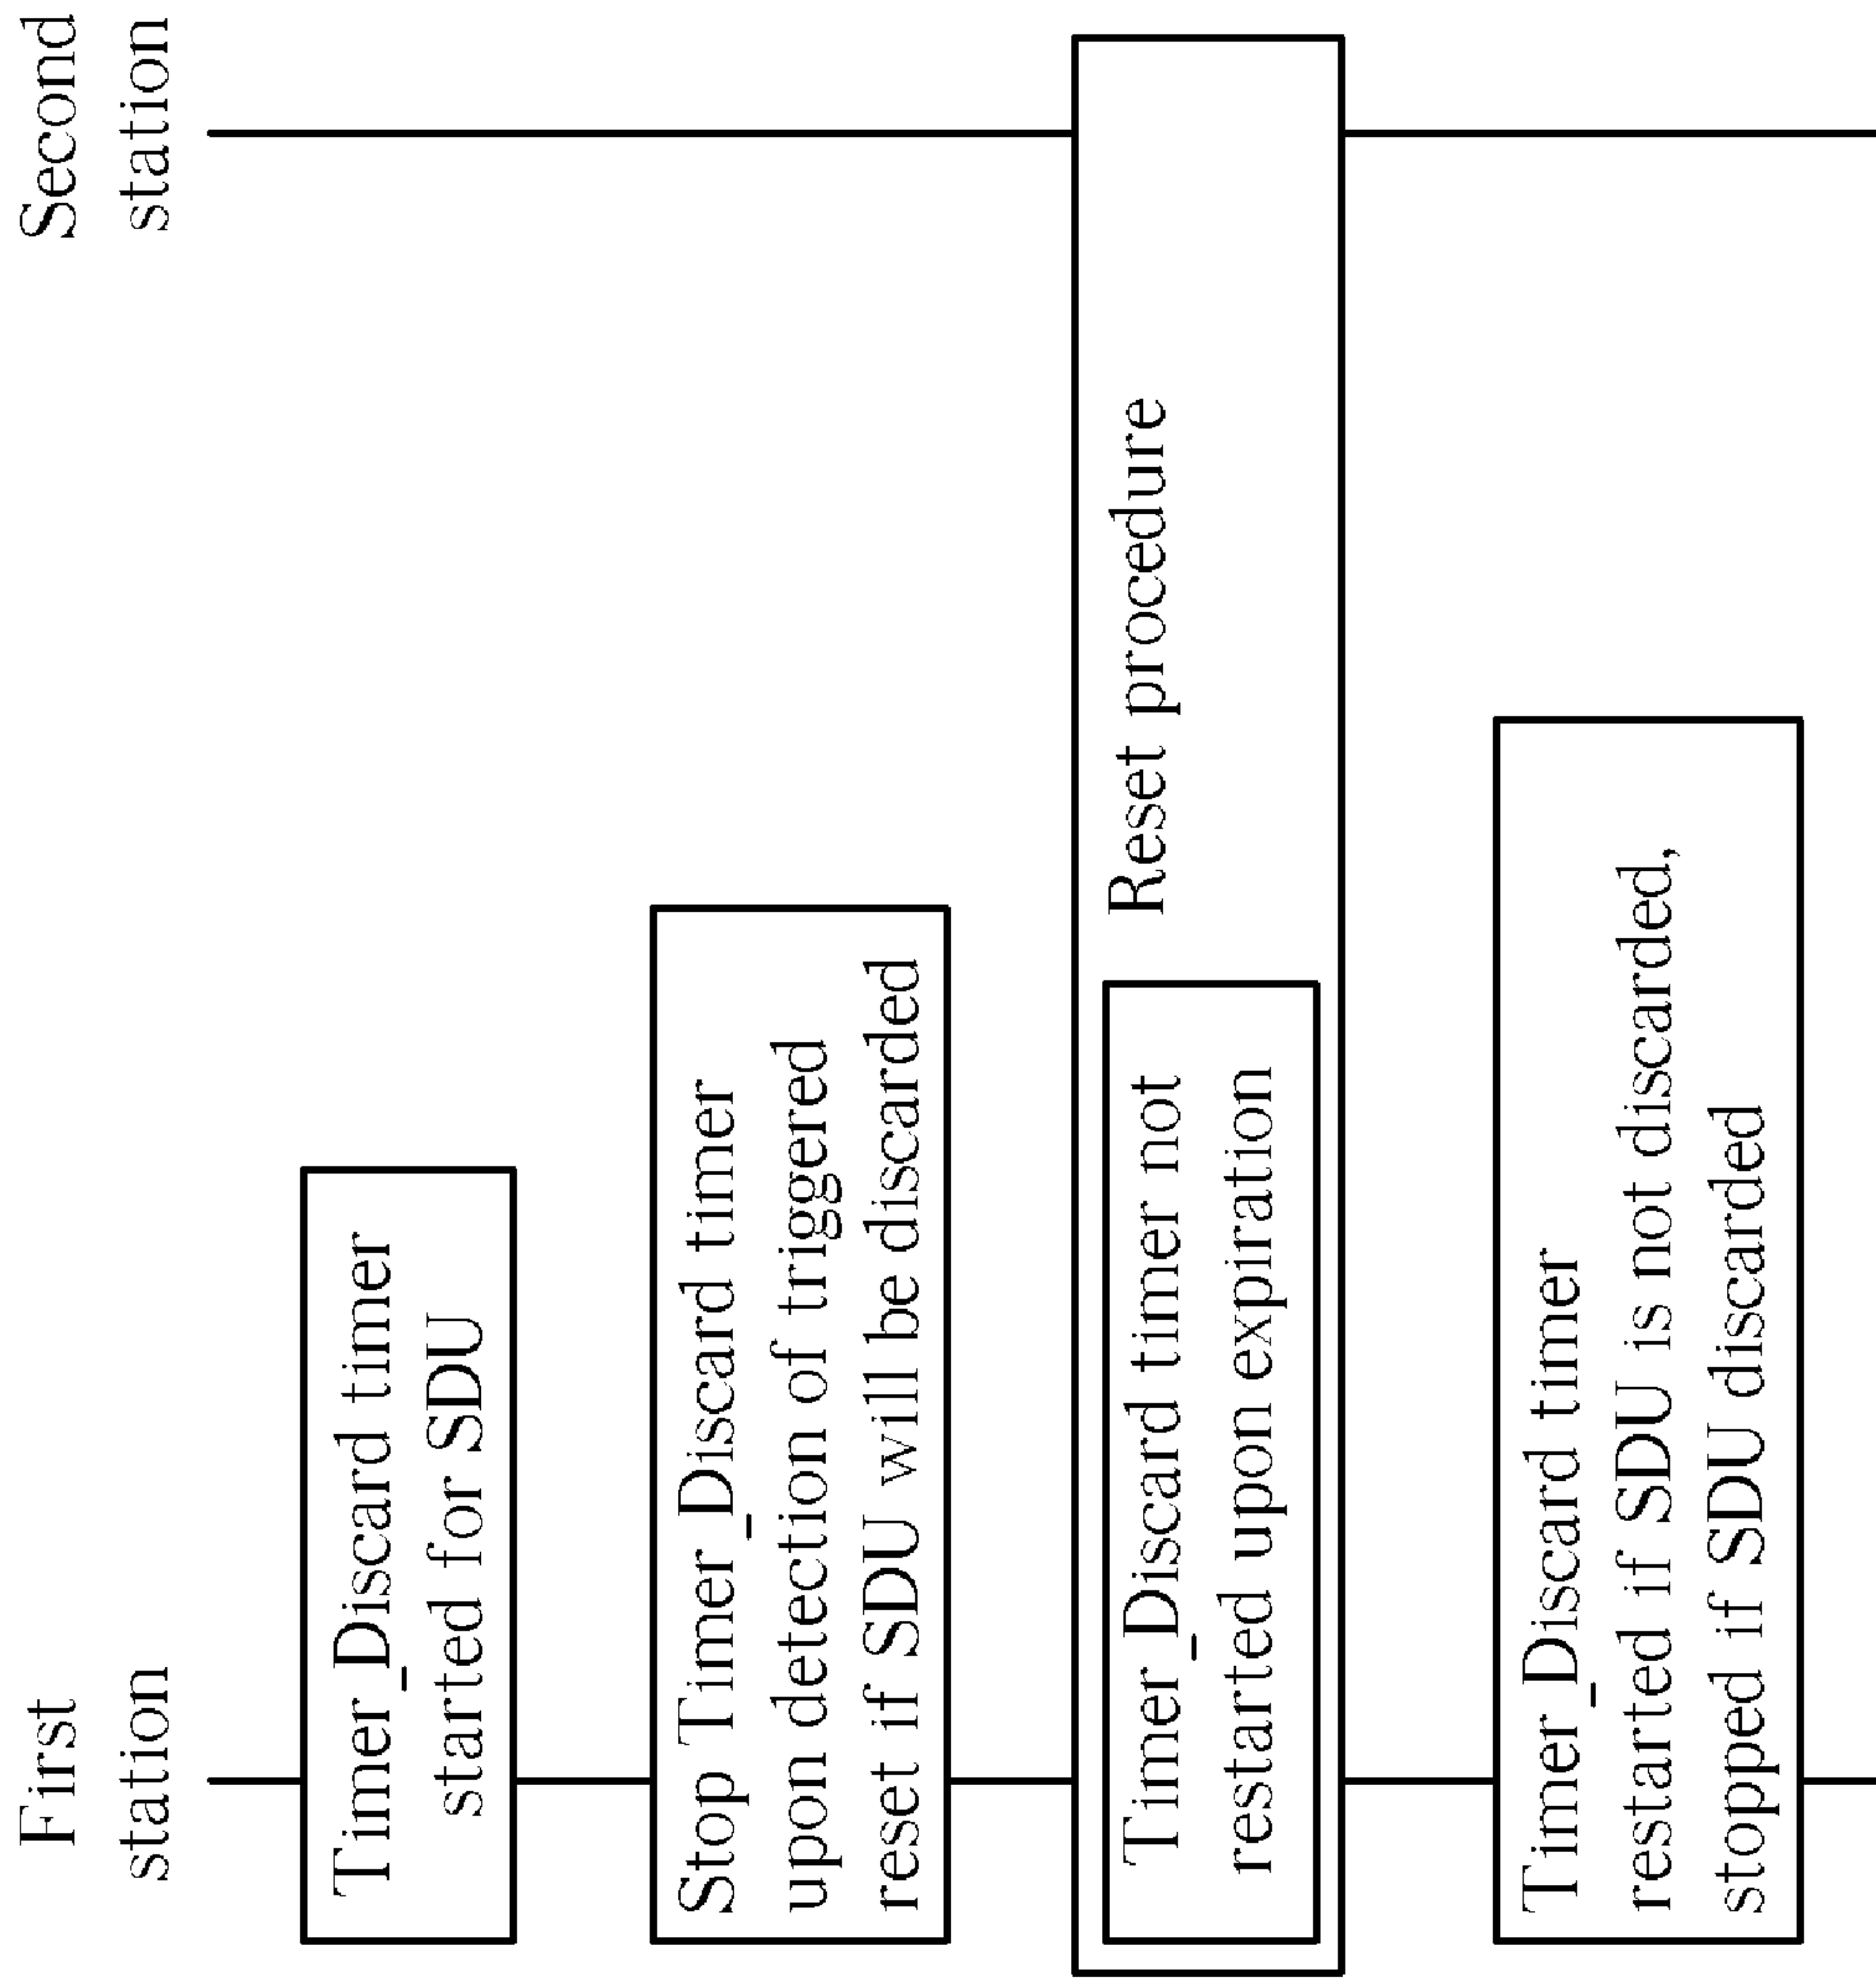 First
station
Second
station
Timer_Discard timer
started for SDU
Stop Timer_Discard timer
upon detection of triggered
reset if SDU will be discarded
Timer_Discard timer not
restarted upon expiration
Reset procedure
Timer_Discard timer
restarted if SDU is not discarded,
stopped if SDU discarded